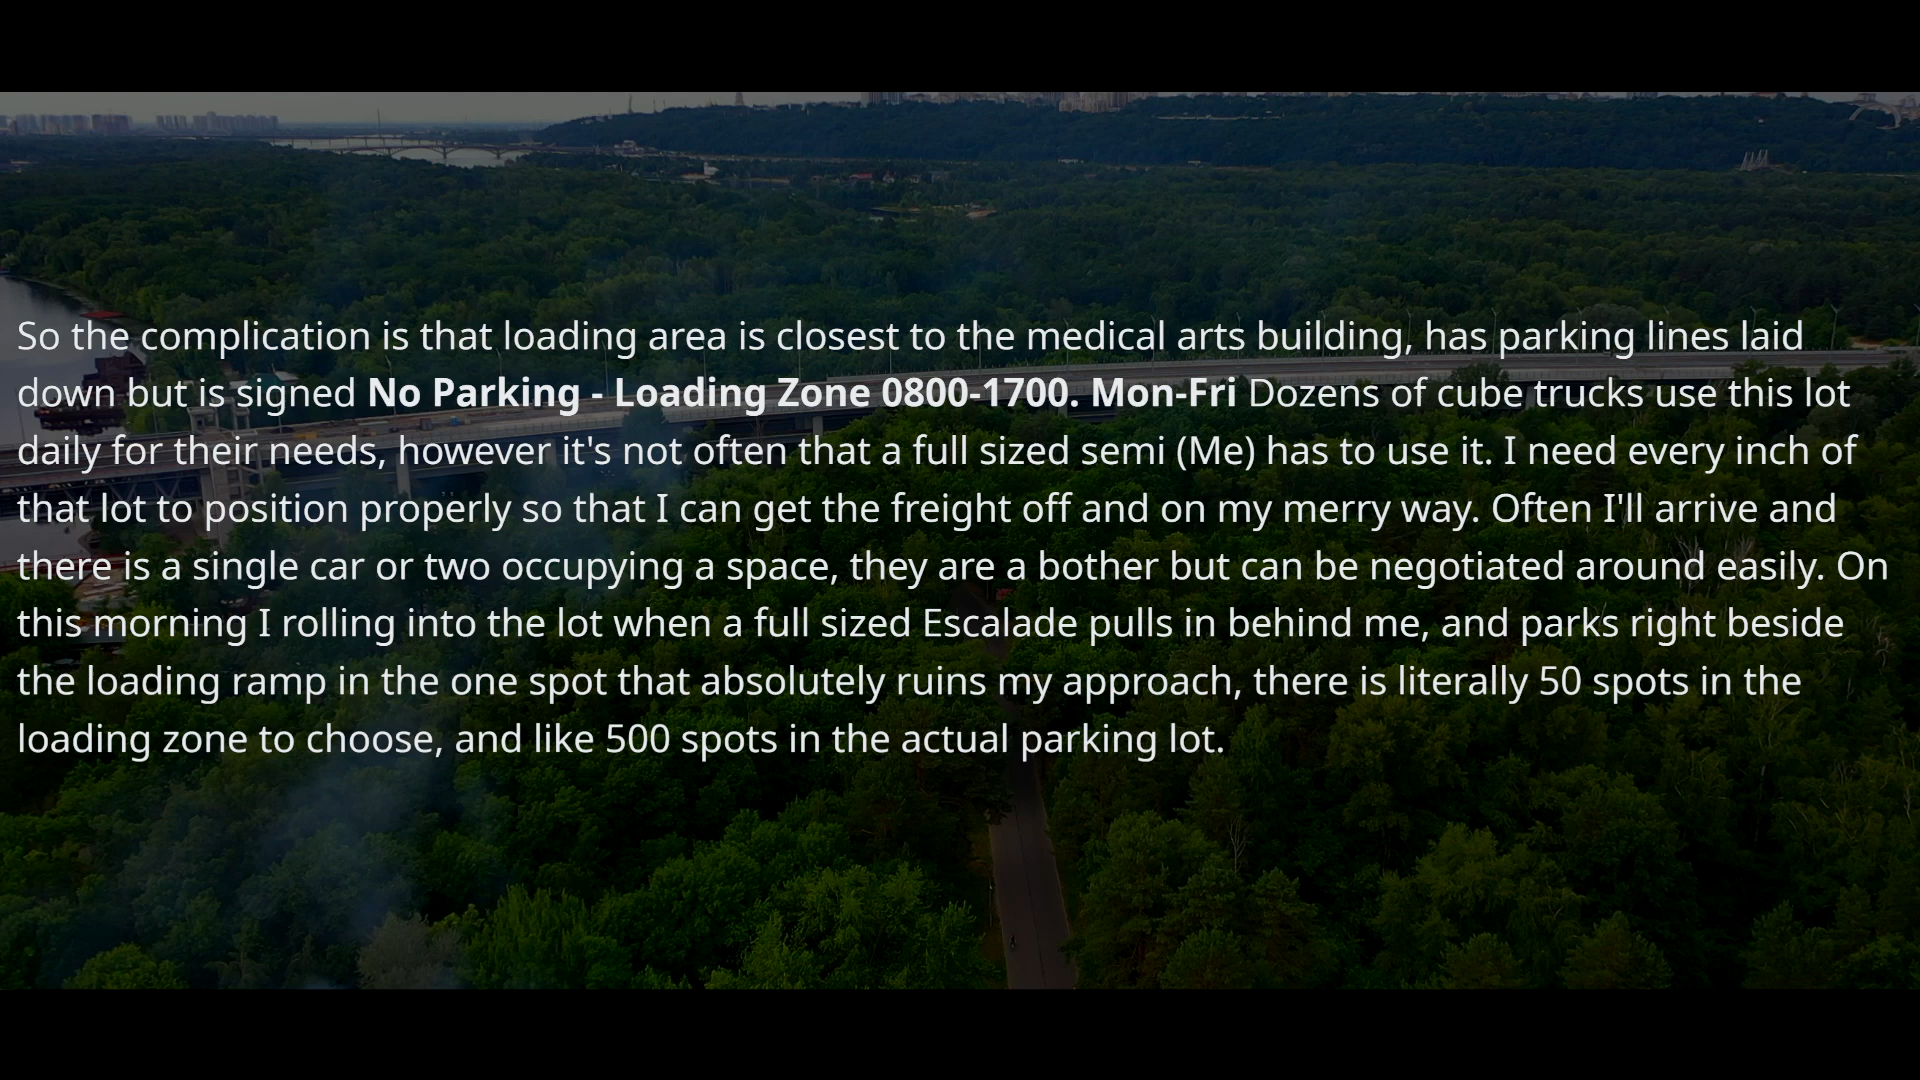 So the complication is that loading area is closest to the medical arts building, has parking lines laid
down but is signed No Parking - Loading Zone 0800-1700. Mon-Fri Dozens of cube trucks use this lot
daily for their needs, however it's not often that a full sized semi (Me) has to use it. I need every inch of
that lot to position properly so that I can get the freight off and on my merry way. Often I'll arrive and
there is a single car or two occupying a space, they are a bother but can be negotiated around easily. On
this morning I rolling into the lot when a full sized Escalade pulls in behind me, and parks right beside
the loading ramp in the one spot that absolutely ruins my approach, there is literally 50 spots in the
loading zone to choose, and like 500 spots in the actual parking lot.